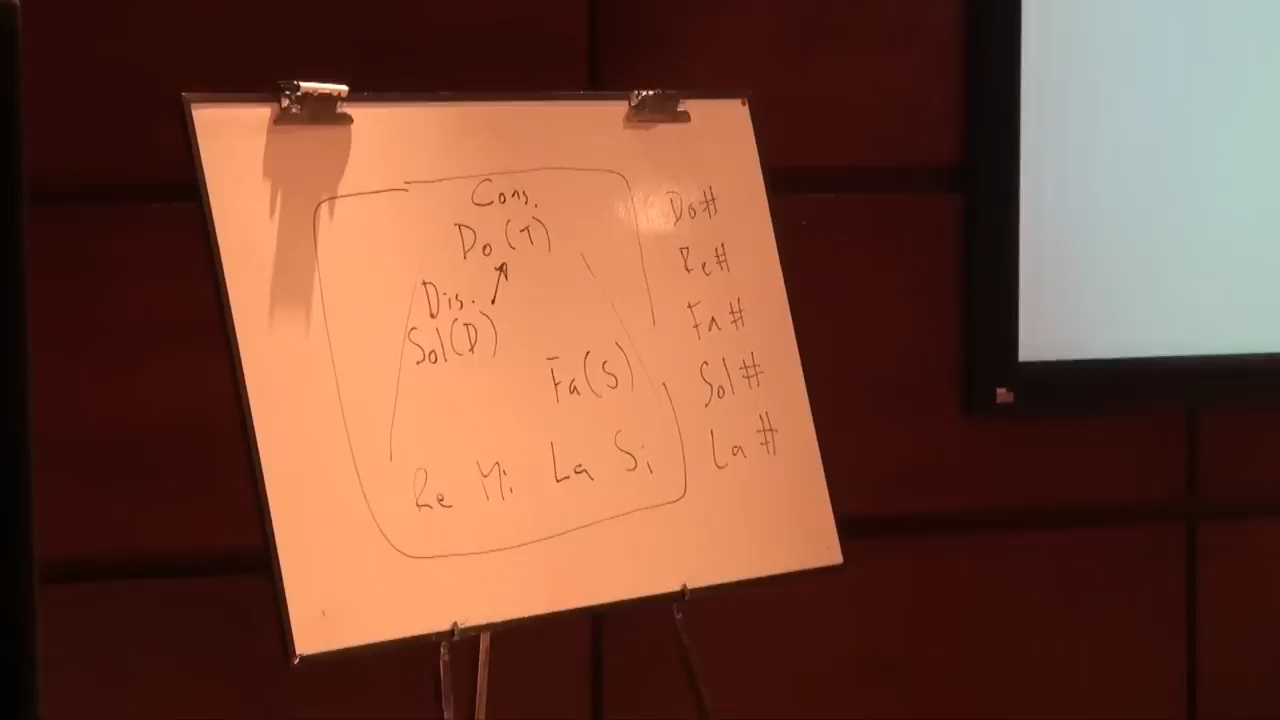 Cons.
Do (T)
Dis.
Sol (D)
Fa (S)
Re Mi La Si
Do#
Re#
Fa#
Sol#
La#